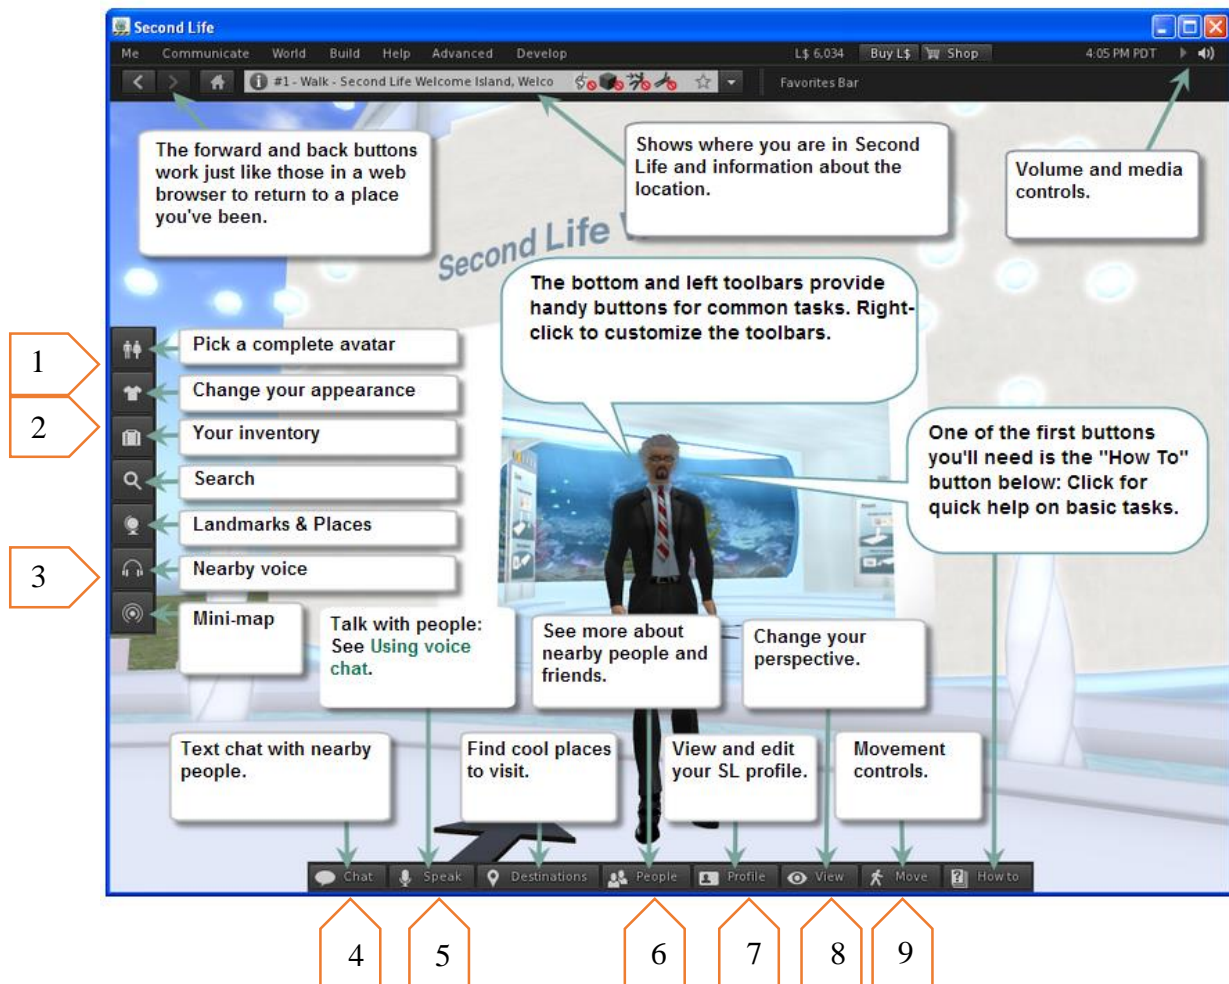 Second Life
Me Communicate World Build Help Advanced Develop L$ 6,034 Buy L$ Shop 4:05 PM PDT
#1 - Walk - Second Life Welcome Island, Welco Favorites Bar
The forward and back buttons
work just like those in a web
browser to return to a place
you've been.
Shows where you are in Second
Life and information about the
location.
Volume and media
controls.
Second Life W
The bottom and left toolbars provide
handy buttons for common tasks. Right-
click to customize the toolbars.
1
Pick a complete avatar
Change your appearance
2
Your inventory
Search
Landmarks & Places
3
Nearby voice
Mini-map
One of the first buttons
you'll need is the "How To"
button below: Click for
quick help on basic tasks.
Talk with people:
See Using voice
chat.
See more about
nearby people and
friends.
Change your
perspective.
Text chat with nearby
people.
Find cool places
to visit.
View and edit
your SL profile.
Movement
controls.
Chat Speak Destinations People Profile View Move How to
4 5 6 7 8 9